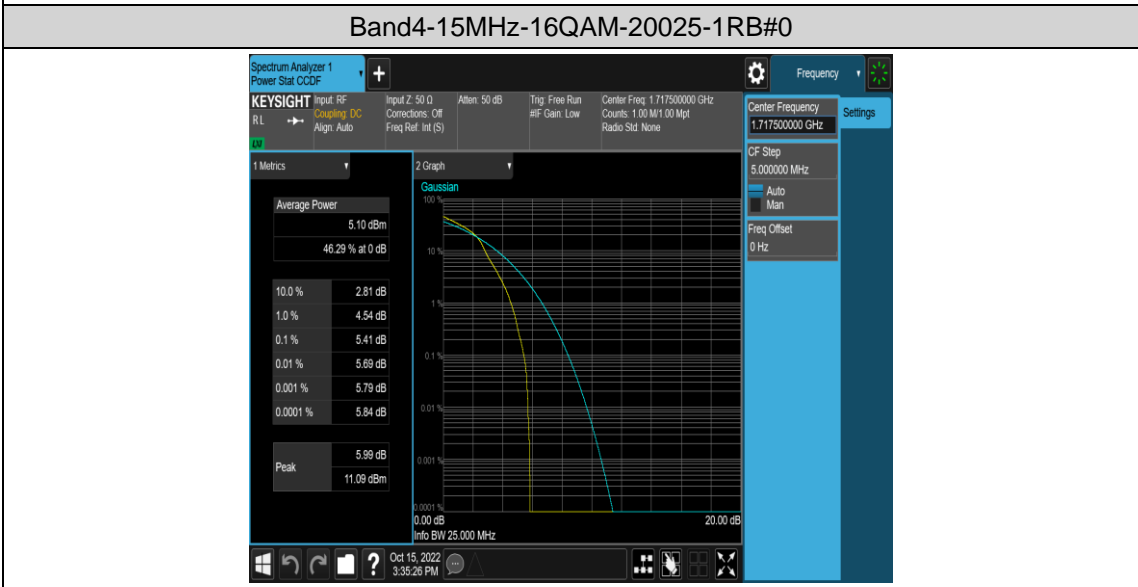 Band4-15MHz-16QAM-20025-1RB#0
Spectrum Analyzer 1
Power Stat CCDF
+
Frequency
KEYSIGHT
RL
Input: RF
Coupling: DC
Align: Auto
Input Z: 50 Ω
Corrections: Off
Freq Ref: Int (S)
Atten: 50 dB
Trig: Free Run
#IF Gain: Low
Center Freq: 1.717500000 GHz
Counts: 1.00 M/1.00 Mpt
Radio Std: None
Center Frequency
1.717500000 GHz
Settings
CF Step
5.000000 MHz
Auto
Man
Freq Offset
0 Hz
1 Metrics
Average Power
5.10 dBm
46.29 % at 0 dB
10.0 % 2.81 dB
1.0 % 4.54 dB
0.1 % 5.41 dB
0.01 % 5.69 dB
0.001 % 5.79 dB
0.0001 % 5.84 dB
Peak
5.99 dB
11.09 dBm
2 Graph
Gaussian
100 %
10 %
1 %
0.1 %
0.01 %
0.001 %
0.0001 %
0.00 dB 20.00 dB
Info BW 25.000 MHz
?
Oct 15, 2022
3:35:26 PM